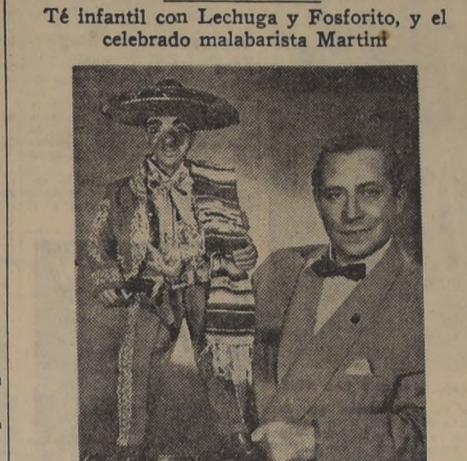 Té infantil con Lechuga y Fosforito, y el
celebrado malabarista Martini